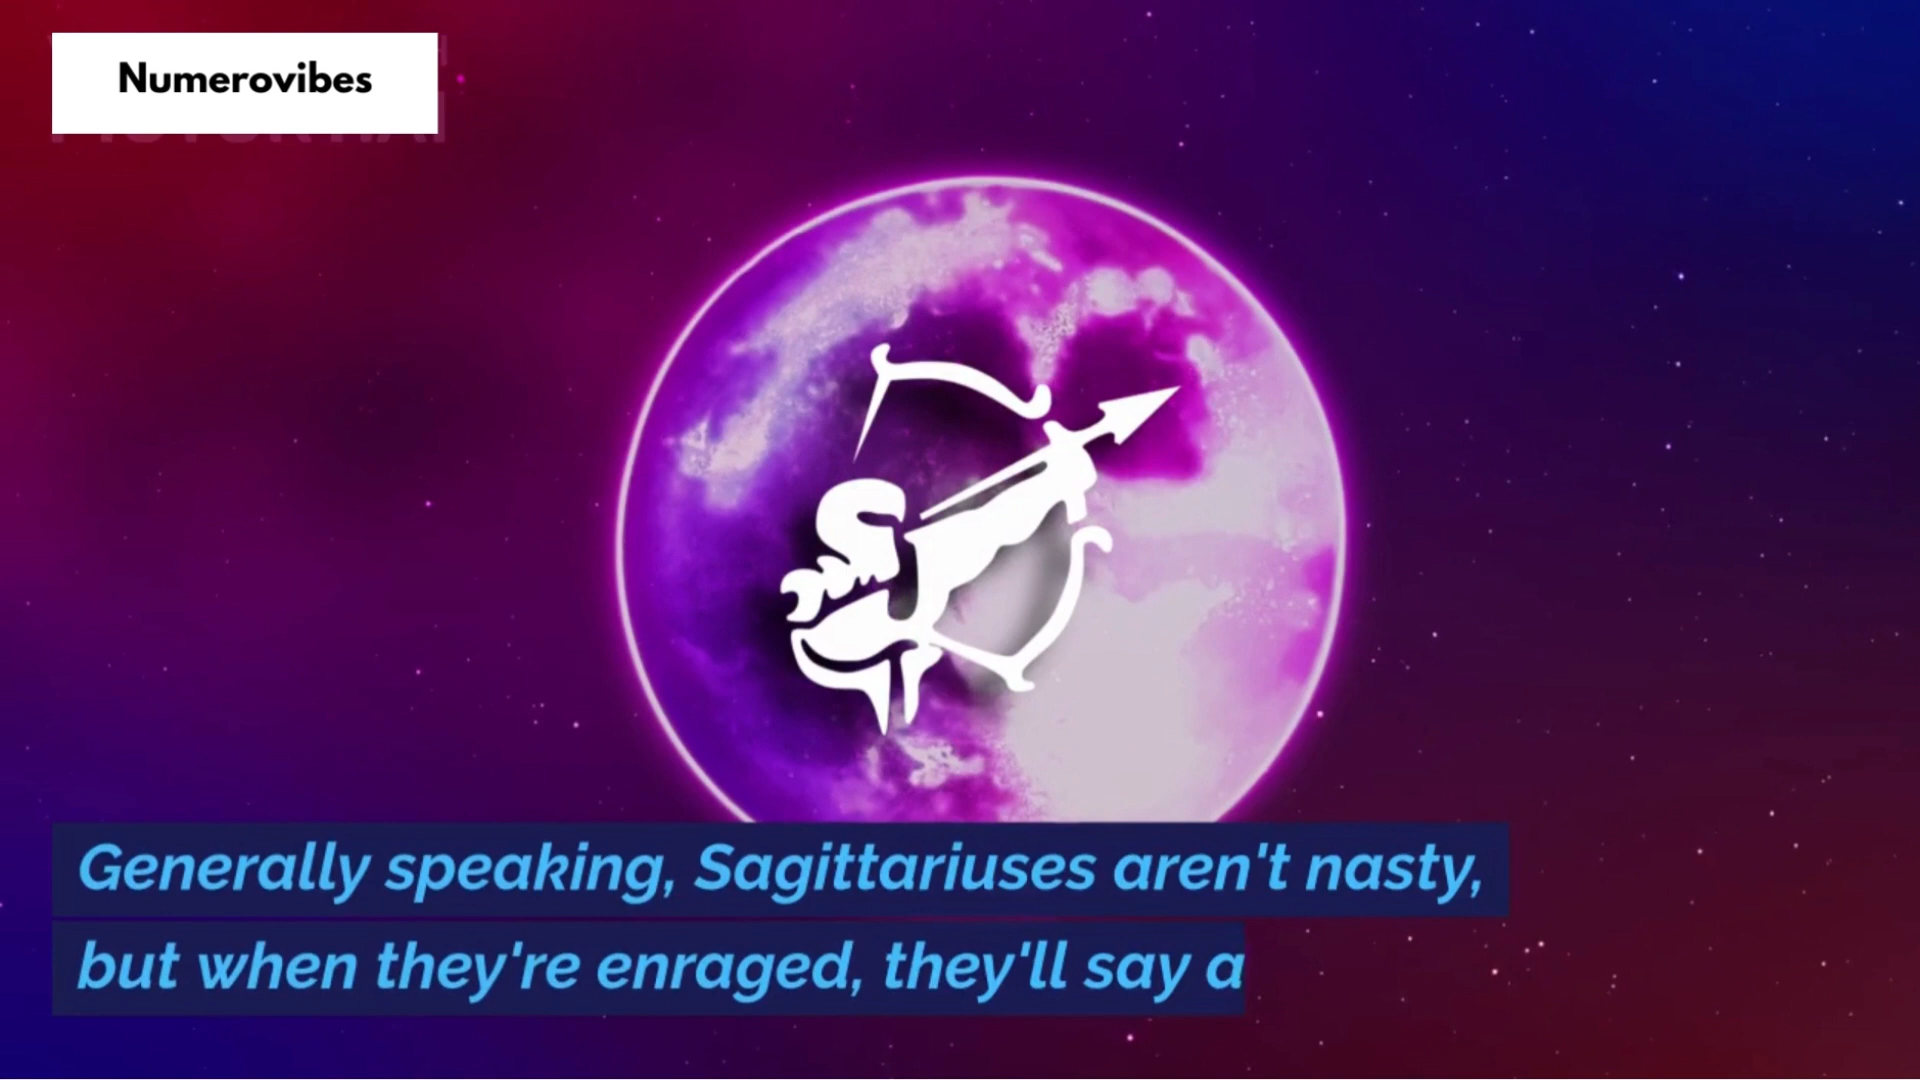 Numerovibes
Generally speaking, Sagittariuses aren't nasty,
but when they're enraged, they'll say a